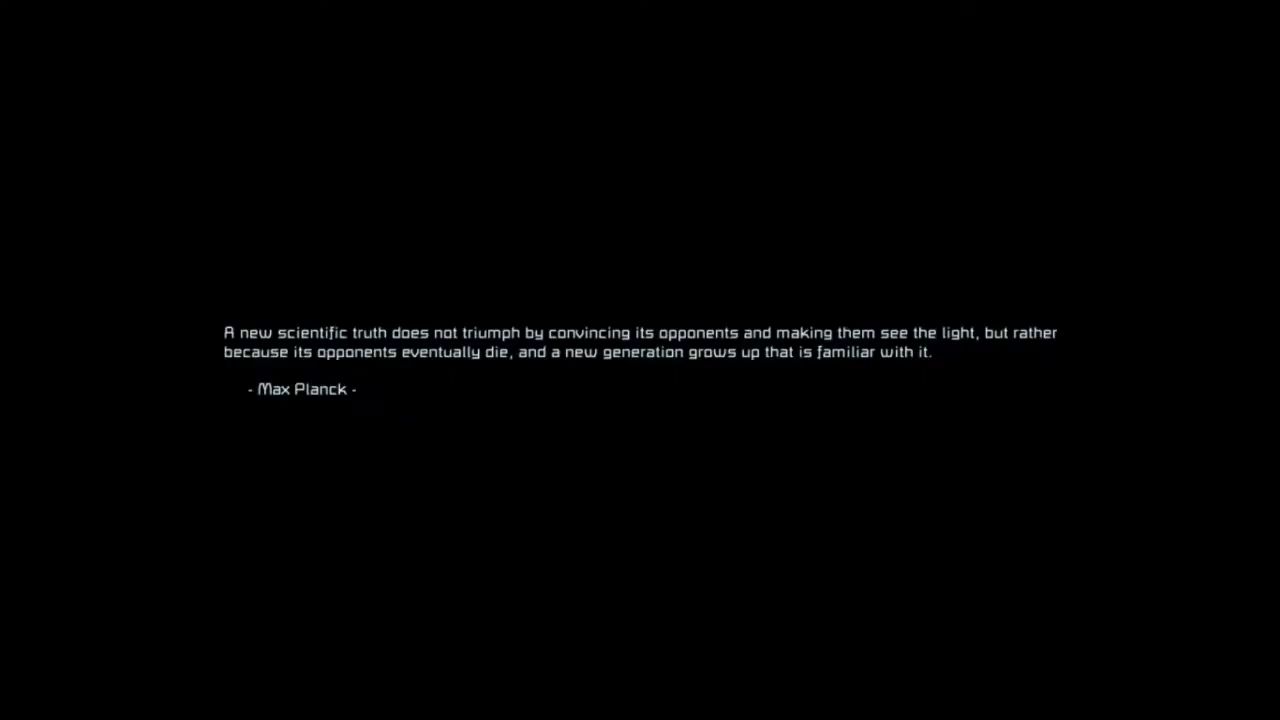 A new scientific truth does not triumph by convincing its opponents and making them see the light, but rather
because its opponents eventually die, and a new generation grows up that is familiar with it.
- Max Planck -